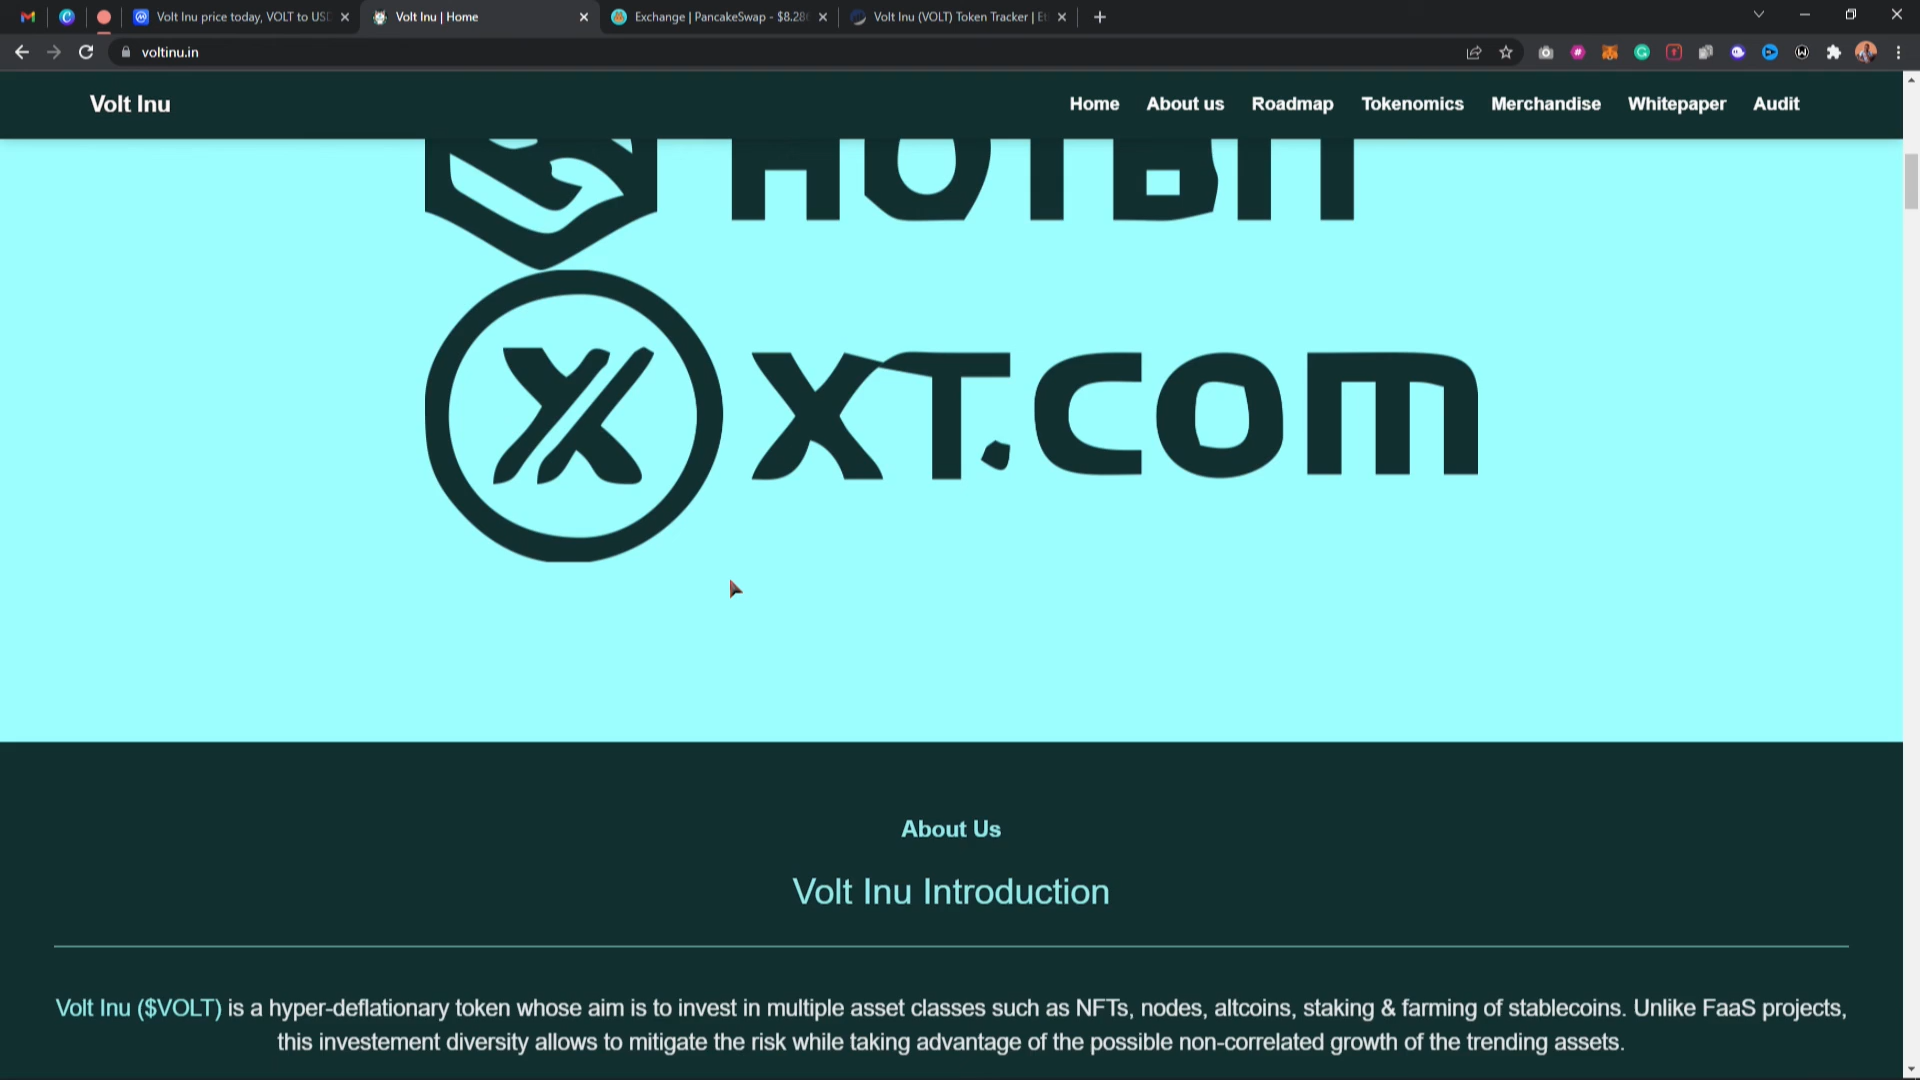 Volt Inu price today, VOLT to USD
Volt Inu | Home
Exchange | PancakeSwap - $8.28
Volt Inu (VOLT) Token Tracker | Et
voltinu.in
Volt Inu
Home
About us
Roadmap
Tokenomics
Merchandise
Whitepaper
Audit
HOTBIT
XT.COM
About Us
Volt Inu Introduction
Volt Inu ($VOLT) is a hyper-deflationary token whose aim is to invest in multiple asset classes such as NFTs, nodes, altcoins, staking & farming of stablecoins. Unlike FaaS projects,
this investement diversity allows to mitigate the risk while taking advantage of the possible non-correlated growth of the trending assets.